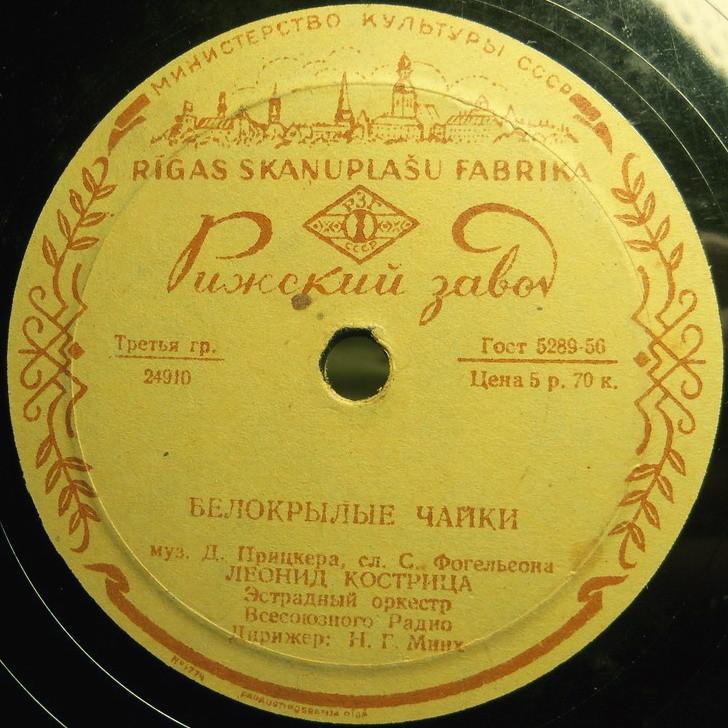 МИНИСТЕРСТВО КУЛЬТУРЫ СССР
RĪGAS SKAŅUPLAŠU FABRIKA
РЗГ
СССР
Рижский завод
Третья гр.
24910
Гост 5289-56
Цена 5 р. 70 к.
БЕЛОКРЫЛЫЕ ЧАЙКИ
муз. Д. Прицкера, сл. С. Фогельсона
ЛЕОНИД КОСТРИЦА
Эстрадный оркестр
Всесоюзного Радио
Дирижер: Н. Г. Минх